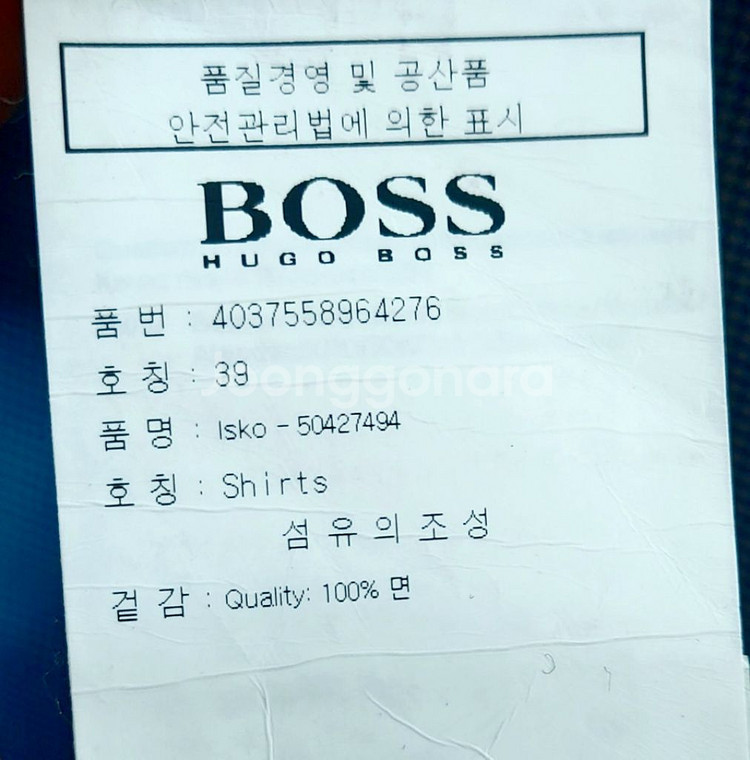 품질경영 및 공산품
안전관리법에 의한 표시
BOSS
HUGO BOSS
품 번 : 4037558964276
호 칭 : 39
joonggonara
품 명 : Isko - 50427494
호 칭 : Shirts
섬 유 의 조 성
겉 감 : Quality: 100% 면